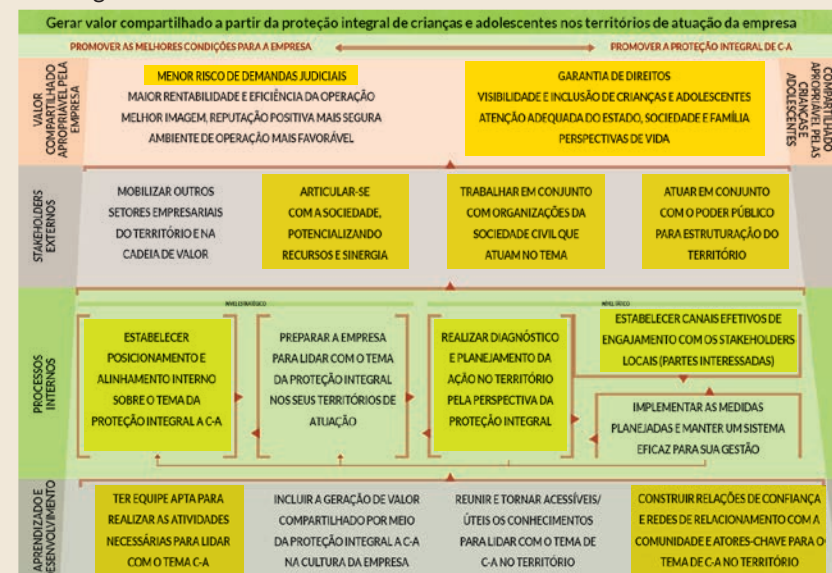 Gerar valor compartilhado a partir da proteção integral de crianças e adolescentes nos territórios de atuação da empresa
PROMOVER AS MELHORES CONDIÇÕES PARA A EMPRESA
PROMOVER A PROTEÇÃO INTEGRAL DE C-A
VALOR
COMPARTILHADO
APROPRIÁVEL PELA
EMPRESA
MENOR RISCO DE DEMANDAS JUDICIAIS
MAIOR RENTABILIDADE E EFICIÊNCIA DA OPERAÇÃO
MELHOR IMAGEM, REPUTAÇÃO POSITIVA MAIS SEGURA
AMBIENTE DE OPERAÇÃO MAIS FAVORÁVEL
GARANTIA DE DIREITOS
VISIBILIDADE E INCLUSÃO DE CRIANÇAS E ADOLESCENTES
ATENÇÃO ADEQUADA DO ESTADO, SOCIEDADE E FAMÍLIA
PERSPECTIVAS DE VIDA
COMPARTILHADO
APROPRIÁVEL PELAS
CRIANÇAS E
ADOLESCENTES
STAKEHOLDERS
EXTERNOS
MOBILIZAR OUTROS
SETORES EMPRESARIAIS
DO TERRITÓRIO E NA
CADEIA DE VALOR
ARTICULAR-SE
COM A SOCIEDADE,
POTENCIALIZANDO
RECURSOS E SINERGIA
TRABALHAR EM CONJUNTO
COM ORGANIZAÇÕES DA
SOCIEDADE CIVIL QUE
ATUAM NO TEMA
ATUAR EM CONJUNTO
COM O PODER PÚBLICO
PARA ESTRUTURAÇÃO DO
TERRITÓRIO
PROCESSOS
INTERNOS
NÍVEL ESTRATÉGICO
NÍVEL TÁTICO
ESTABELECER
POSICIONAMENTO E
ALINHAMENTO INTERNO
SOBRE O TEMA DA
PROTEÇÃO INTEGRAL A C-A
PREPARAR A EMPRESA
PARA LIDAR COM O TEMA
DA PROTEÇÃO INTEGRAL
NOS SEUS TERRITÓRIOS DE
ATUAÇÃO
REALIZAR DIAGNÓSTICO
E PLANEJAMENTO DA
AÇÃO NO TERRITÓRIO
PELA PERSPECTIVA DA
PROTEÇÃO INTEGRAL
ESTABELECER CANAIS EFETIVOS DE
ENGAJAMENTO COM OS STAKEHOLDERS
LOCAIS (PARTES INTERESSADAS)
IMPLEMENTAR AS MEDIDAS
PLANEJADAS E MANTER UM SISTEMA
EFICAZ PARA SUA GESTÃO
APRENDIZADO E
DESENVOLVIMENTO
TER EQUIPE APTA PARA
REALIZAR AS ATIVIDADES
NECESSÁRIAS PARA LIDAR
COM O TEMA C-A
INCLUIR A GERAÇÃO DE VALOR
COMPARTILHADO POR MEIO
DA PROTEÇÃO INTEGRAL A C-A
NA CULTURA DA EMPRESA
REUNIR E TORNAR ACESSÍVEIS/
ÚTEIS OS CONHECIMENTOS
PARA LIDAR COM O TEMA DE
C-A NO TERRITÓRIO
CONSTRUIR RELAÇÕES DE CONFIANÇA
E REDES DE RELACIONAMENTO COM A
COMUNIDADE E ATORES-CHAVE PARA O
TEMA DE C-A NO TERRITÓRIO